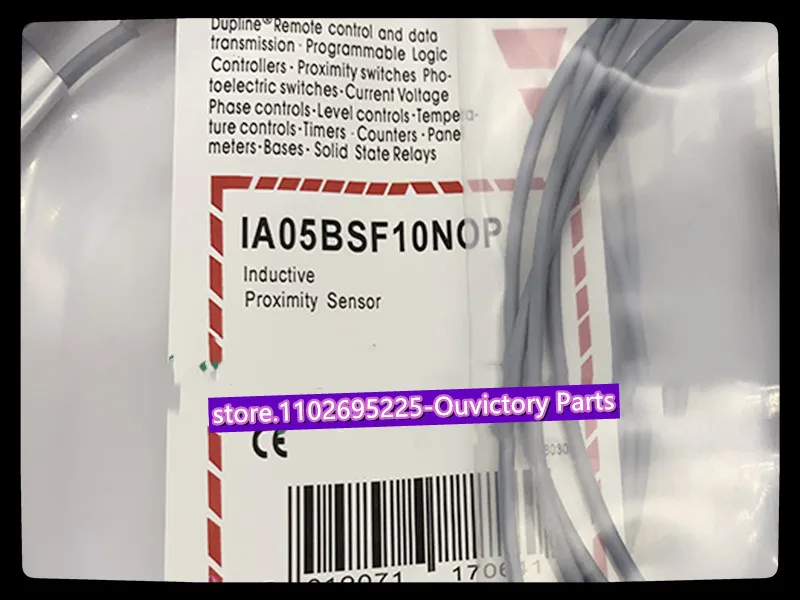 Dupline®Remote control and data
transmission · Programmable Logic
Controllers · Proximity switches Pho-
toelectric switches · Current Voltage
Phase controls · Level controls · Tempera-
ture controls · Timers · Counters · Panel
meters · Bases · Solid State Relays
IA05BSF10NOP
Inductive
Proximity Sensor
store.1102695225-Ouvictory Parts
CE